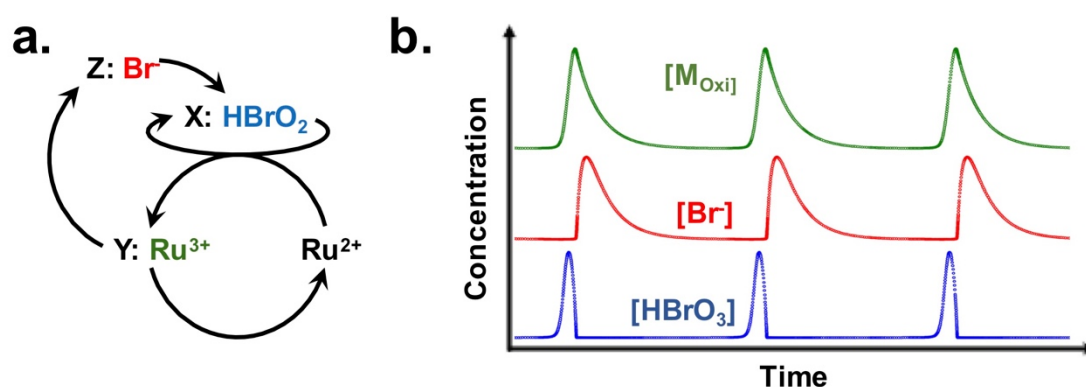 a.
Z: Br-
X: HBrO₂
Y: Ru³⁺
Ru²⁺
b.
Concentration
[M_Oxi]
[Br-]
[HBrO₃]
Time